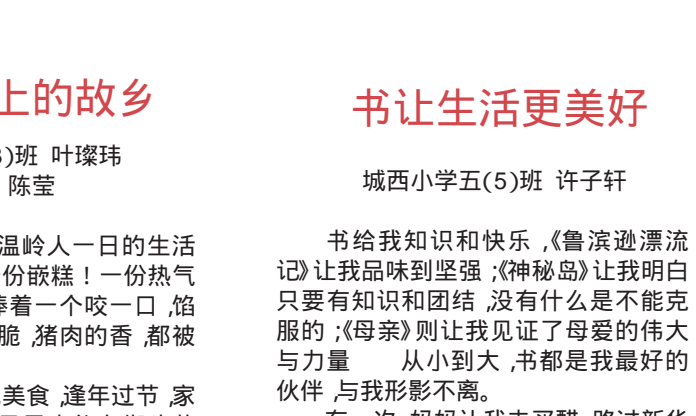 上的故乡
)班 叶璨玮
陈莹
温岭人一日的生活
份嵌糕！一份热气
着一个咬一口,馅
脆,猪肉的香,都被
美食,逢年过节,家
书让生活更美好
城西小学五(5)班 许子轩
书给我知识和快乐,《鲁滨逊漂流
记》让我品味到坚强;《神秘岛》让我明白
只要有知识和团结,没有什么是不能克
服的;《母亲》则让我见证了母爱的伟大
与力量 从小到大,书都是我最好的
伙伴,与我形影不离。